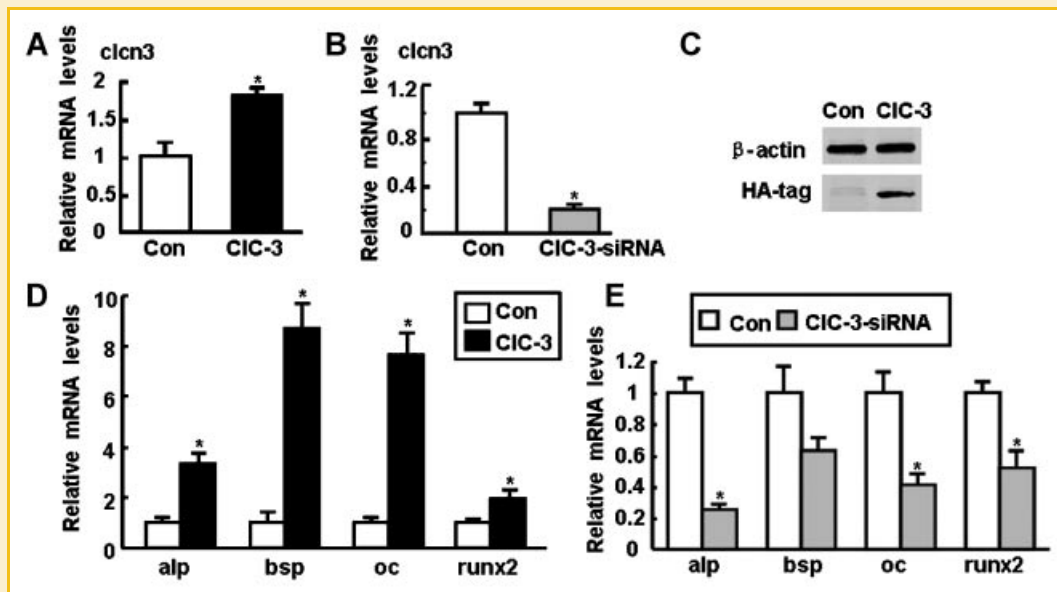 A
clcn3
Relative mRNA levels
2
1.5
1
0.5
0
*
Con
ClC-3
B
clcn3
Relative mRNA levels
1.2
0.8
0.4
0
*
Con
ClC-3-siRNA
C
Con ClC-3
β-actin
HA-tag
D
Relative mRNA levels
10
8
6
4
2
0
* * * *
Con
ClC-3
alp bsp oc runx2
E
Con ClC-3-siRNA
Relative mRNA levels
1.2
1
0.8
0.6
0.4
0.2
0
* * *
alp bsp oc runx2